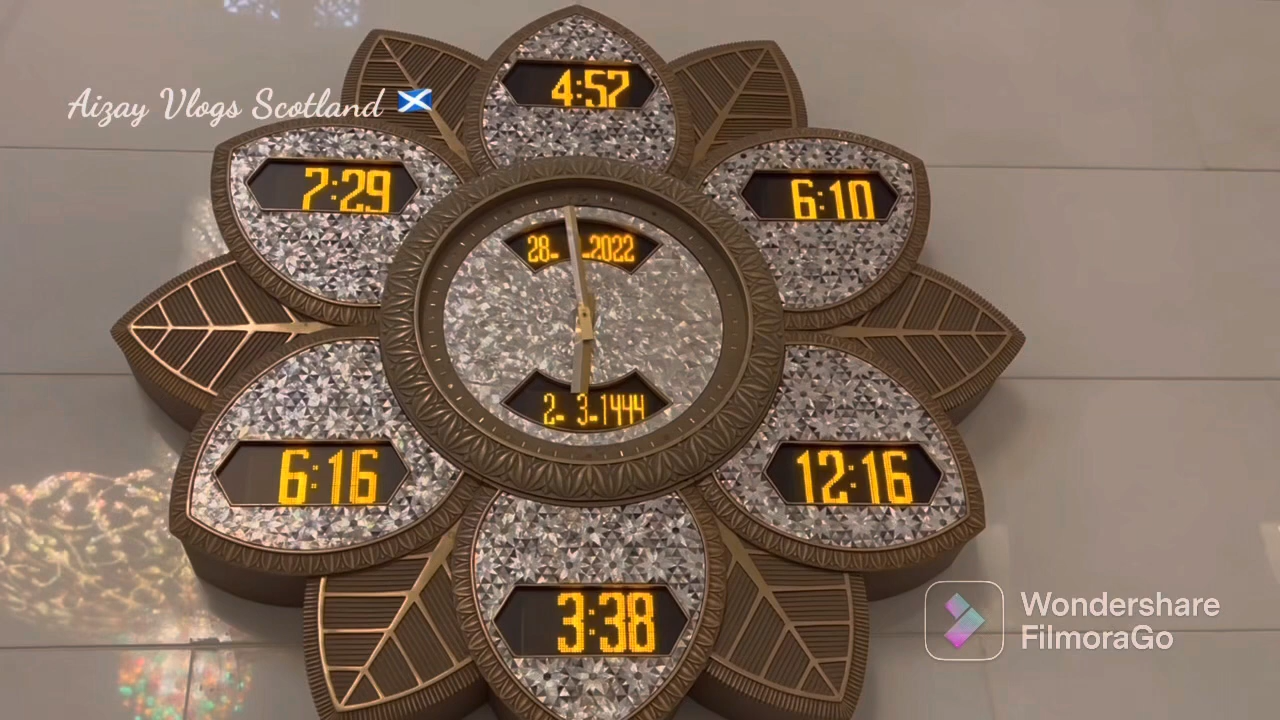 Aizay Vlogs Scotland
4:57
7:29
6:10
28- -2022
2- 3-1444
6:16
12:16
3:38
Wondershare
FilmoraGo